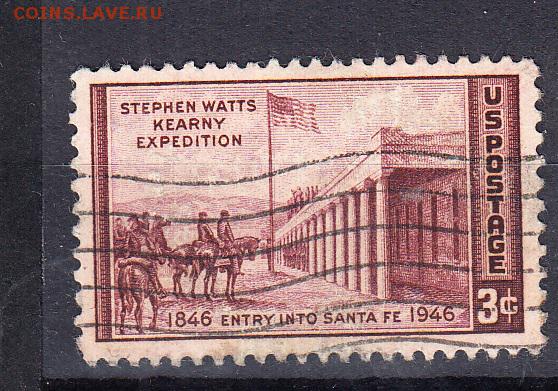 COINS.LAVE.RU
STEPHEN WATTS
KEARNY
EXPEDITION
US POSTAGE
1846 ENTRY INTO SANTA FE 1946
3¢